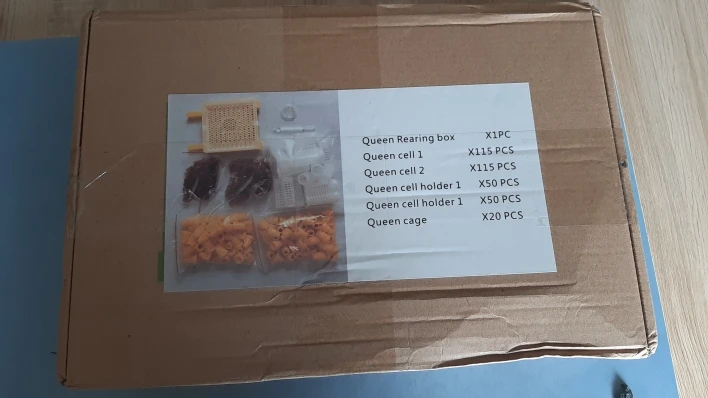 Queen Rearing box X1PC
Queen cell 1 X115 PCS
Queen cell 2 X115 PCS
Queen cell holder 1 X50 PCS
Queen cell holder 1 X50 PCS
Queen cage X20 PCS